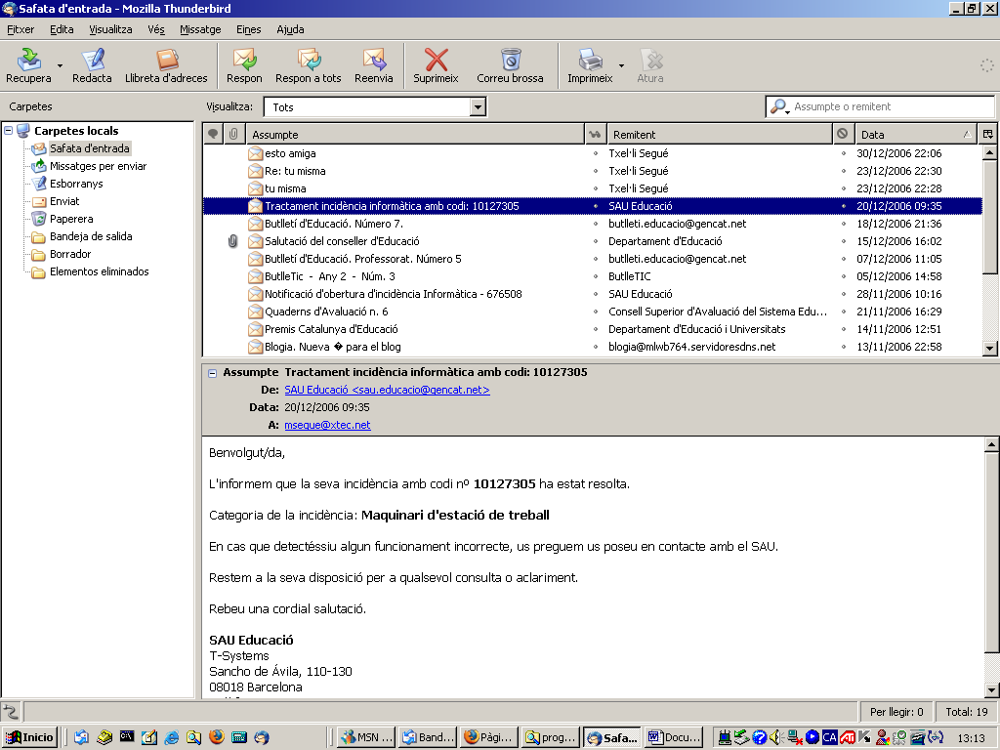 Safata d'entrada - Mozilla Thunderbird
Fitxer Edita Visualitza Vés Missatge Eines Ajuda
Recupera Redacta Llibreta d'adreces Respon Respon a tots Reenvia Suprimeix Correu brossa Imprimeix Atura
Carpetes Visualitza: Tots Assumpte o remitent
Carpetes locals
Safata d'entrada
Missatges per enviar
Esborranys
Enviat
Paperera
Bandeja de salida
Borrador
Elementos eliminados
Assumpte Remitent Data
esto amiga Txel·li Segué 30/12/2006 22:06
Re: tu misma Txel·li Segué 23/12/2006 22:30
tu misma Txel·li Segué 23/12/2006 22:28
Tractament incidència informàtica amb codi: 10127305 SAU Educació 20/12/2006 09:35
Butlletí d'Educació. Número 7. butlleti.educacio@gencat.net 18/12/2006 21:36
Salutació del conseller d'Educació Departament d'Educació 15/12/2006 16:02
Butlletí d'Educació. Professorat. Número 5 butlleti.educacio@gencat.net 07/12/2006 11:05
ButlleTic - Any 2 - Núm. 3 ButlleTIC 05/12/2006 14:58
Notificació d'obertura d'incidència Informàtica - 676508 SAU Educació 28/11/2006 10:16
Quaderns d'Avaluació n. 6 Consell Superior d'Avaluació del Sistema Edu... 21/11/2006 16:29
Premis Catalunya d'Educació Departament d'Educació i Universitats 14/11/2006 12:51
Blogia. Nueva � para el blog blogia@mlwb764.servidoresdns.net 13/11/2006 22:58
Assumpte Tractament incidència informàtica amb codi: 10127305
De: SAU Educació <sau.educacio@gencat.net>
Data: 20/12/2006 09:35
A: msegue@xtec.net
Benvolgut/da,
L'informem que la seva incidència amb codi nº 10127305 ha estat resolta.
Categoria de la incidència: Maquinari d'estació de treball
En cas que detectéssiu algun funcionament incorrecte, us preguem us poseu en contacte amb el SAU.
Restem a la seva disposició per a qualsevol consulta o aclariment.
Rebeu una cordial salutació.
SAU Educació
T-Systems
Sancho de Ávila, 110-130
08018 Barcelona
Per llegir: 0 Total: 19
Inicio MSN ... Band... Pàgi... prog... Safa... Docu... CA 13:13